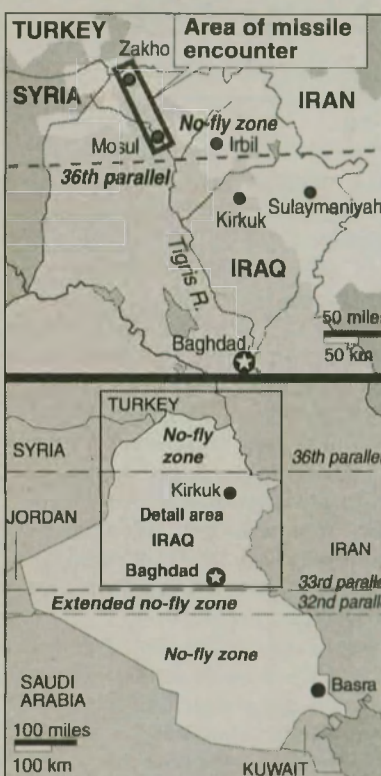 TURKEY
Area of missile
encounter
Zakho
SYRIA
IRAN
No-fly zone
Mosul
Irbil
36th parallel
Kirkuk
Sulaymaniyah
Tigris R.
IRAQ
50 miles
50 km
Baghdad
TURKEY
No-fly
zone
SYRIA
36th parallel
Kirkuk
JORDAN
Detail area
IRAQ
IRAN
Baghdad
33rd paralle
Extended no-fly zone
32nd paralle
No-fly zone
SAUDI
ARABIA
Basra
100 miles
100 km
KUWAIT